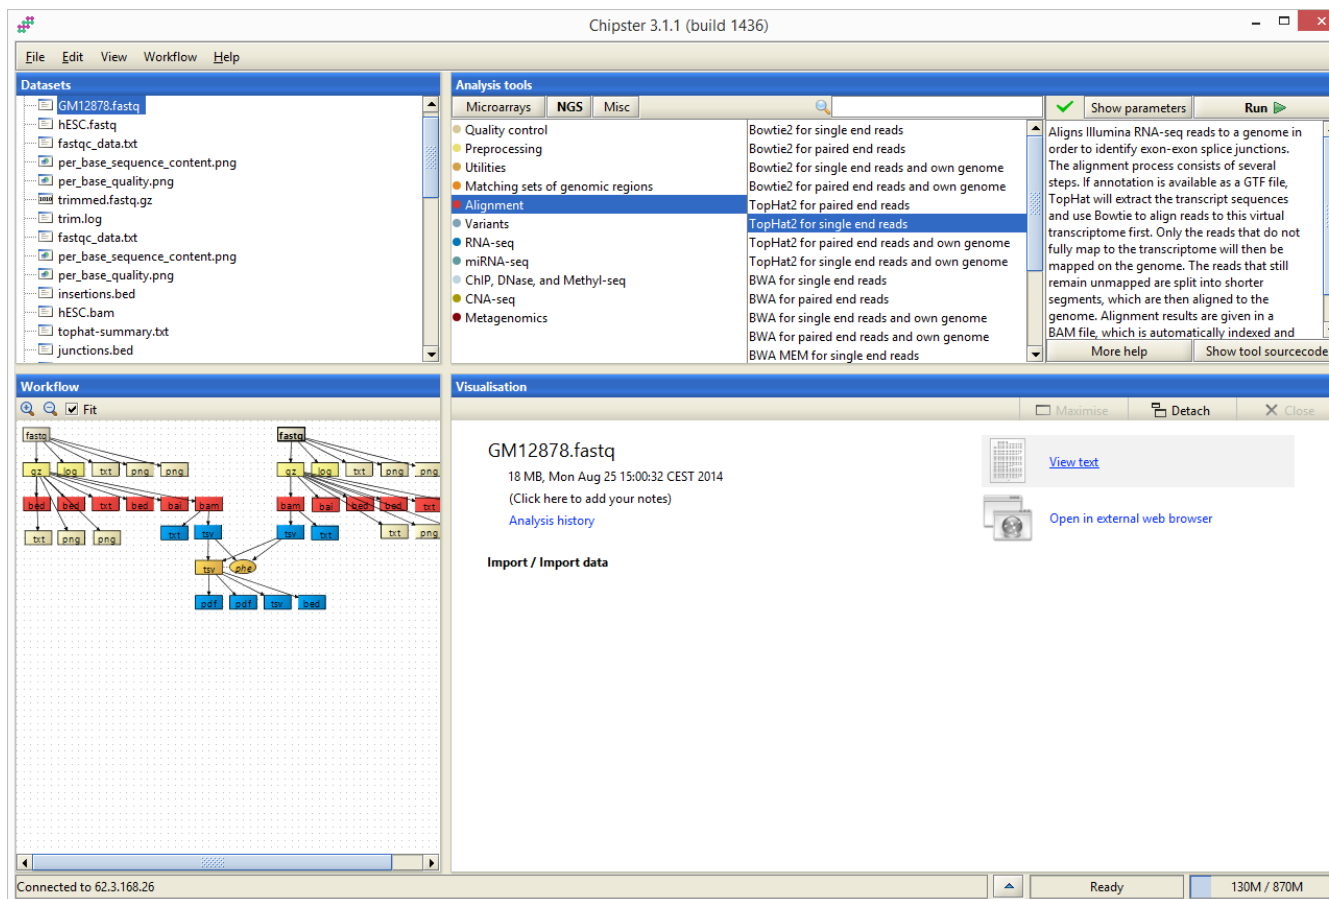 Chipster 3.1.1 (build 1436)
File Edit View Workflow Help
Datasets
GM12878.fastq
hESC.fastq
fastqc_data.txt
per_base_sequence_content.png
per_base_quality.png
trimmed.fastq.gz
trim.log
fastqc_data.txt
per_base_sequence_content.png
per_base_quality.png
insertions.bed
hESC.bam
tophat-summary.txt
junctions.bed
Analysis tools
Microarrays NGS Misc
Quality control
Preprocessing
Utilities
Matching sets of genomic regions
Alignment
Variants
RNA-seq
miRNA-seq
ChIP, DNase, and Methyl-seq
CNA-seq
Metagenomics
Bowtie2 for single end reads
Bowtie2 for paired end reads
Bowtie2 for single end reads and own genome
Bowtie2 for paired end reads and own genome
TopHat2 for paired end reads
TopHat2 for single end reads
TopHat2 for paired end reads and own genome
TopHat2 for single end reads and own genome
BWA for single end reads
BWA for paired end reads
BWA for single end reads and own genome
BWA for paired end reads and own genome
BWA MEM for single end reads
Show parameters Run
Aligns Illumina RNA-seq reads to a genome in
order to identify exon-exon splice junctions.
The alignment process consists of several
steps. If annotation is available as a GTF file,
TopHat will extract the transcript sequences
and use Bowtie to align reads to this virtual
transcriptome first. Only the reads that do not
fully map to the transcriptome will then be
mapped on the genome. The reads that still
remain unmapped are split into shorter
segments, which are then aligned to the
genome. Alignment results are given in a
BAM file, which is automatically indexed and
More help Show tool sourcecode
Workflow
Fit
fastq fastq
gz log txt png png gz log txt png png
bed bed txt bed bai bam bam bai bed bed txt
txt png png txt tsv tsv txt txt png
tsv phe
pdf pdf tsv bed
Visualisation
Maximise Detach Close
GM12878.fastq
18 MB, Mon Aug 25 15:00:32 CEST 2014
(Click here to add your notes)
Analysis history
Import / Import data
View text
Open in external web browser
Connected to 62.3.168.26
Ready
130M / 870M